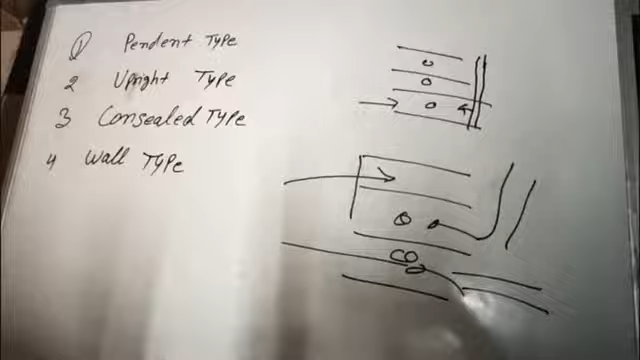 1 Pendent Type
2 Upright Type
3 Consealed Type
4 Wall Type